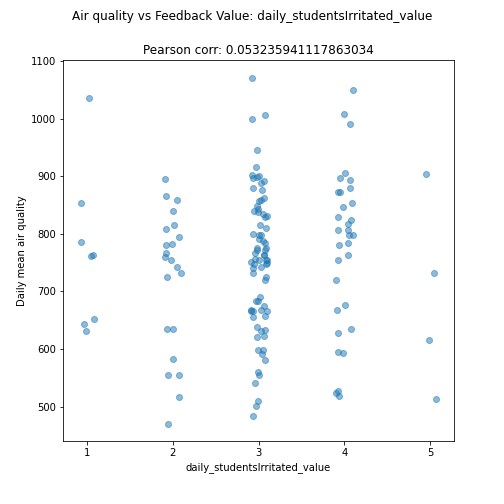 Air quality vs Feedback Value: daily_studentsIrritated_value
Pearson corr: 0.053235941117863034
1100
1000
900
800
700
600
500
Daily mean air quality
1 2 3 4 5
daily_studentsIrritated_value